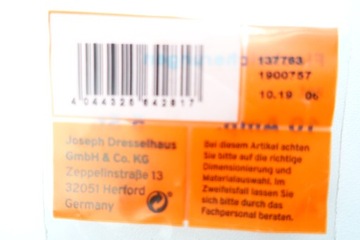 137783
1900757
10.19 06
4 044325 642817
Joseph Dresselhaus
GmbH & Co. KG
Zeppelinstraße 13
32051 Herford
Germany
Bei diesem Artikel achten
Sie bitte auf die richtige
Dimensionierung und
Materialauswahl. Im
Zweifelsfall lassen Sie
sich bitte durch das
Fachpersonal beraten.